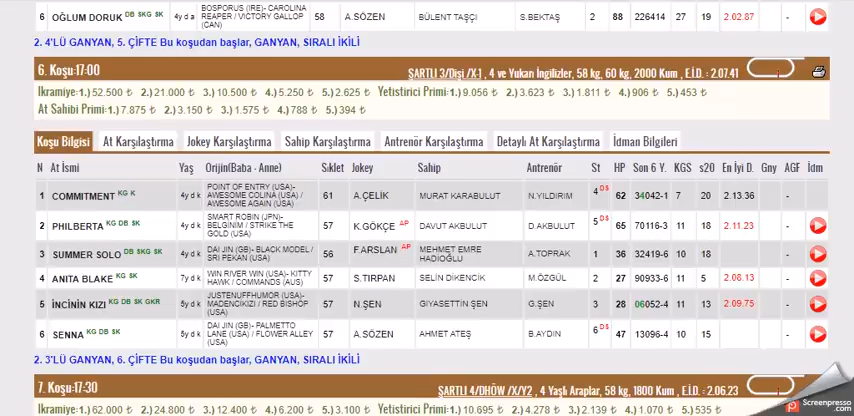 6 OĞLUM DORUK DB SKG SK 4y d a BOSPORUS (IRE)- CAROLINA REAPER / VICTORY GALLOP (CAN) 58 A.SÖZEN BÜLENT TAŞÇI S.BEKTAŞ 2 88 226414 27 19 2.02.87 -
2. 4'LÜ GANYAN, 5. ÇİFTE Bu koşudan başlar, GANYAN, SIRALI İKİLİ
6. Koşu:17:00 ŞARTLI 3/Dişi /X-1 , 4 ve Yukarı İngilizler, 58 kg, 60 kg, 2000 Kum , E.İ.D. : 2.07.41
Ikramiye: 1.) 52.500 ₺ 2.) 21.000 ₺ 3.) 10.500 ₺ 4.) 5.250 ₺ 5.) 2.625 ₺ Yetistirici Primi: 1.) 9.056 ₺ 2.) 3.623 ₺ 3.) 1.811 ₺ 4.) 906 ₺ 5.) 453 ₺
At Sahibi Primi: 1.) 7.875 ₺ 2.) 3.150 ₺ 3.) 1.575 ₺ 4.) 788 ₺ 5.) 394 ₺
Koşu Bilgisi At Karşılaştırma Jokey Karşılaştırma Sahip Karşılaştırma Antrenör Karşılaştırma Detaylı At Karşılaştırma İdman Bilgileri
N At İsmi Yaş Orijin(Baba - Anne) Sıklet Jokey Sahip Antrenör St HP Son 6 Y. KGS s20 En İyi D. Gny AGF İdm
1 COMMITMENT KG K 4y d k POINT OF ENTRY (USA)- AWESOME COLINA (USA) / AWESOME AGAIN (USA) 61 A.ÇELİK MURAT KARABULUT N.YILDIRIM 4 DS 62 34042-1 7 20 2.13.36 -
2 PHILBERTA KG DB SK 4y d k SMART ROBIN (JPN)- BELGINIM / STRIKE THE GOLD (USA) 57 K.GÖKÇE AP DAVUT AKBULUT D.AKBULUT 5 DS 65 70116-3 11 18 2.11.23 -
3 SUMMER SOLO DB SKG SK 4y d k DAI JIN (GB)- BLACK MODEL / SRI PEKAN (USA) 56 F.ARSLAN AP MEHMET EMRE HADİOĞLU A.TOPRAK 1 36 32419-6 10 18 -
4 ANITA BLAKE KG SK 7y d k WIN RIVER WIN (USA)- KITTY HAWK / COMMANDS (AUS) 57 S.TIRPAN SELİN DİKENCİK M.ÖZGÜL 2 27 90933-6 11 5 2.08.13 -
5 İNCİNİN KIZI KG DB SK GKR 5y d k JUSTENUFFHUMOR (USA)- MADENCIKIZI / RED BISHOP (USA) 57 N.ŞEN GIYASETTİN ŞEN G.ŞEN 3 28 06052-4 11 13 2.09.75 -
6 SENNA KG DB SK 5y d k DAI JIN (GB)- PALMETTO LANE (USA) / FLOWER ALLEY (USA) 57 A.SÖZEN AHMET ATEŞ B.AYDIN 6 DS 47 13096-4 10 15 -
2. 3'LÜ GANYAN, 6. ÇİFTE Bu koşudan başlar, GANYAN, SIRALI İKİLİ
7. Koşu:17:30 ŞARTLI 4/DHÖW /X/Y2 , 4 Yaşlı Araplar, 58 kg, 1800 Kum , E.İ.D. : 2.06.23
Ikramiye: 1.) 62.000 ₺ 2.) 24.800 ₺ 3.) 12.400 ₺ 4.) 6.200 ₺ 5.) 3.100 ₺ Yetistirici Primi: 1.) 10.695 ₺ 2.) 4.278 ₺ 3.) 2.139 ₺ 4.) 1.070 ₺ 5.) 535 ₺
Screenpresso.com